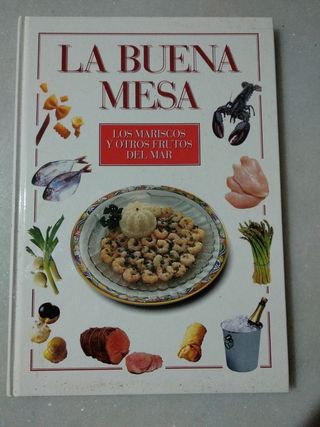 LA BUENA
MESA
LOS MARISCOS
Y OTROS FRUTOS
DEL MAR